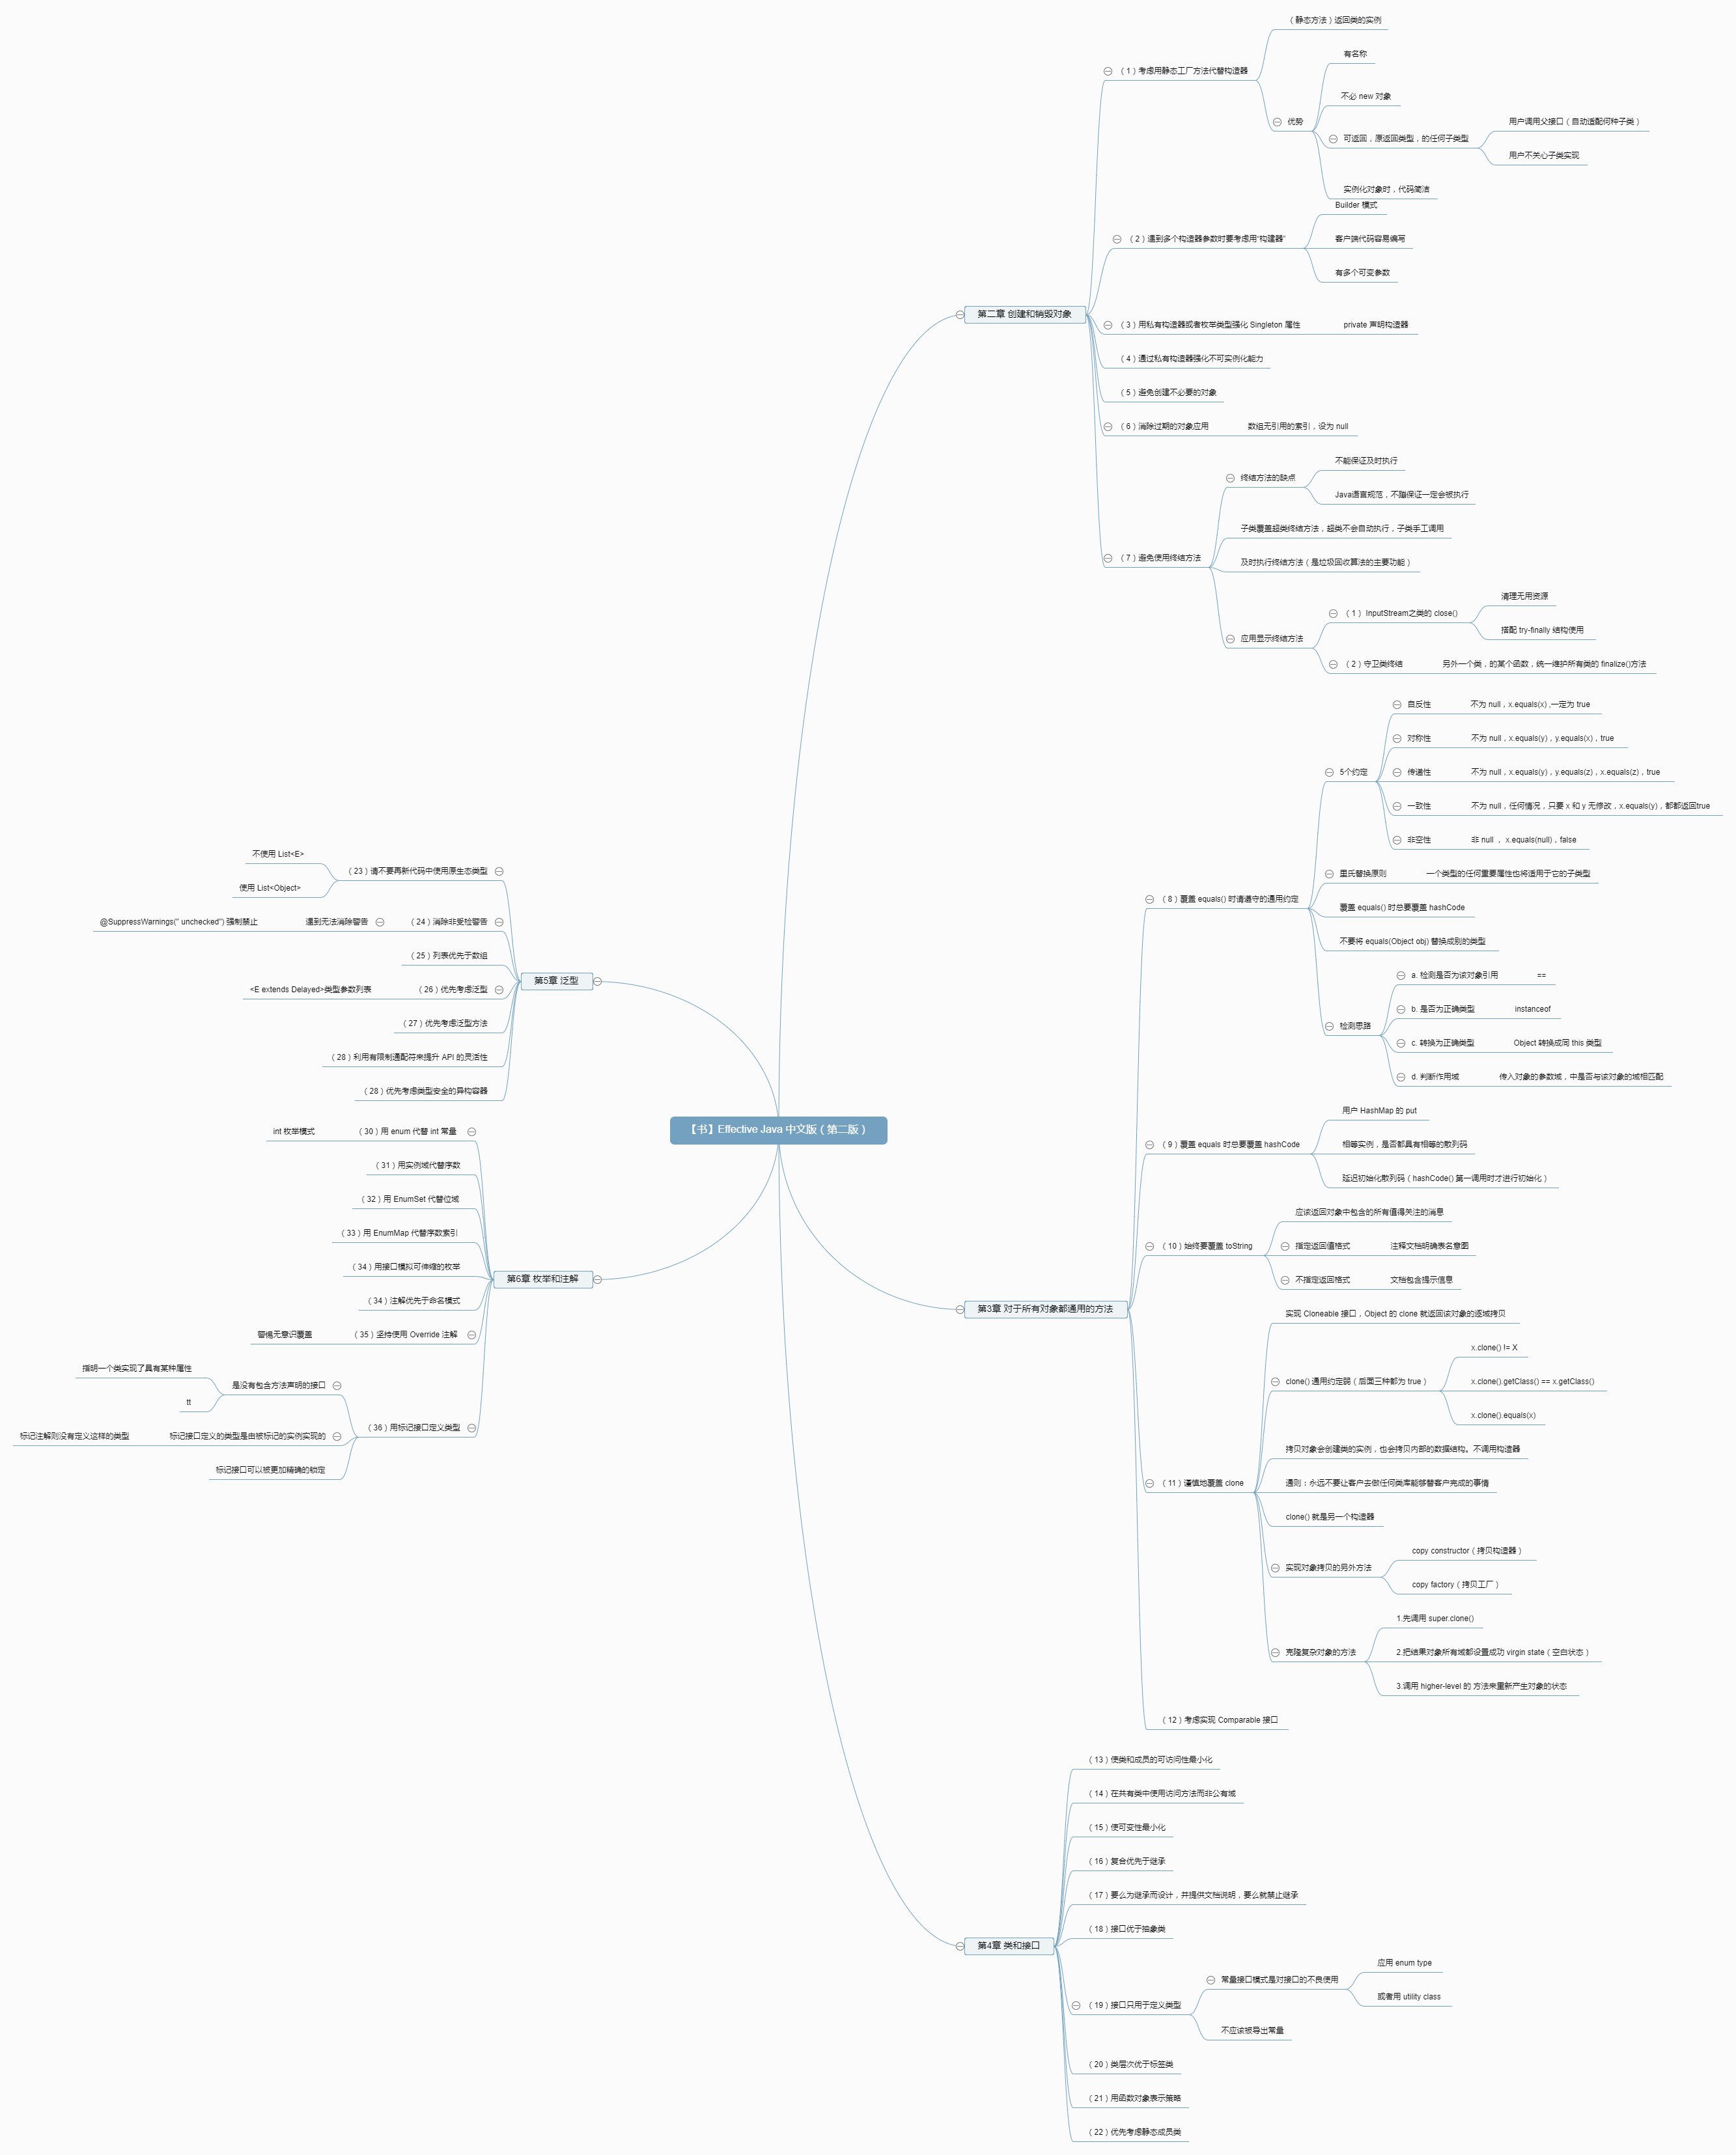 【书】Effective Java 中文版（第二版）
第二章 创建和销毁对象
（1）考虑用静态工厂方法代替构造器
（静态方法）返回类的实例
优势
有名称
不必 new 对象
可返回，原返回类型，的任何子类型
用户调用父接口（自动适配何种子类）
用户不关心子类实现
实例化对象时，代码简洁
（2）遇到多个构造器参数时要考虑用“构建器”
Builder 模式
客户端代码容易编写
有多个可变参数
（3）用私有构造器或者枚举类型强化 Singleton 属性
private 声明构造器
（4）通过私有构造器强化不可实例化能力
（5）避免创建不必要的对象
（6）消除过期的对象应用
数组无引用的索引，设为 null
（7）避免使用终结方法
终结方法的缺点
不能保证及时执行
Java语言规范，不蹦保证一定会被执行
子类覆盖超类终结方法，超类不会自动执行，子类手工调用
及时执行终结方法（是垃圾回收算法的主要功能）
应用显示终结方法
（1） InputStream之类的 close()
清理无用资源
搭配 try-finally 结构使用
（2）守卫类终结
另外一个类，的某个函数，统一维护所有类的 finalize()方法
第3章 对于所有对象都通用的方法
（8）覆盖 equals() 时请遵守的通用约定
5个约定
自反性
不为 null，x.equals(x) ,一定为 true
对称性
不为 null，x.equals(y)，y.equals(x)，true
传递性
不为 null，x.equals(y)，y.equals(z)，x.equals(z)，true
一致性
不为 null，任何情况，只要 x 和 y 无修改，x.equals(y)，都都返回true
非空性
非 null ， x.equals(null)，false
里氏替换原则
一个类型的任何重要属性也将适用于它的子类型
覆盖 equals() 时总要覆盖 hashCode
不要将 equals(Object obj) 替换成别的类型
检测思路
a. 检测是否为该对象引用
==
b. 是否为正确类型
instanceof
c. 转换为正确类型
Object 转换成同 this 类型
d. 判断作用域
传入对象的参数域，中是否与该对象的域相匹配
（9）覆盖 equals 时总要覆盖 hashCode
用户 HashMap 的 put
相等实例，是否都具有相等的散列码
延迟初始化散列码（hashCode() 第一调用时才进行初始化）
（10）始终要覆盖 toString
应该返回对象中包含的所有值得关注的消息
指定返回值格式
注释文档明确表名意图
不指定返回格式
文档包含提示信息
（11）谨慎地覆盖 clone
实现 Cloneable 接口，Object 的 clone 就返回该对象的逐域拷贝
clone() 通用约定弱（后面三种都为 true）
x.clone() != X
x.clone().getClass() == x.getClass()
x.clone().equals(x)
拷贝对象会创建类的实例，也会拷贝内部的数据结构。不调用构造器
通则：永远不要让客户去做任何类库能够替客户完成的事情
clone() 就是另一个构造器
实现对象拷贝的另外方法
copy constructor（拷贝构造器）
copy factory（拷贝工厂）
克隆复杂对象的方法
1.先调用 super.clone()
2.把结果对象所有域都设置成功 virgin state（空白状态）
3.调用 higher-level 的 方法来重新产生对象的状态
（12）考虑实现 Comparable 接口
第4章 类和接口
（13）使类和成员的可访问性最小化
（14）在共有类中使用访问方法而非公有域
（15）使可变性最小化
（16）复合优先于继承
（17）要么为继承而设计，并提供文档说明，要么就禁止继承
（18）接口优于抽象类
（19）接口只用于定义类型
常量接口模式是对接口的不良使用
应用 enum type
或者用 utility class
不应该被导出常量
（20）类层次优于标签类
（21）用函数对象表示策略
（22）优先考虑静态成员类
第5章 泛型
（23）请不要再新代码中使用原生态类型
不使用 List<E>
使用 List<Object>
（24）消除非受检警告
遇到无法消除警告
@SuppressWarnings(" unchecked") 强制禁止
（25）列表优先于数组
（26）优先考虑泛型
<E extends Delayed>类型参数列表
（27）优先考虑泛型方法
（28）利用有限制通配符来提升 API 的灵活性
（28）优先考虑类型安全的异构容器
第6章 枚举和注解
（30）用 enum 代替 int 常量
int 枚举模式
（31）用实例域代替序数
（32）用 EnumSet 代替位域
（33）用 EnumMap 代替序数索引
（34）用接口模拟可伸缩的枚举
（34）注解优先于命名模式
（35）坚持使用 Override 注解
警惕无意识覆盖
（36）用标记接口定义类型
是没有包含方法声明的接口
指明一个类实现了具有某种属性
tt
标记接口定义的类型是由被标记的实例实现的
标记注解则没有定义这样的类型
标记接口可以被更加精确的锁定